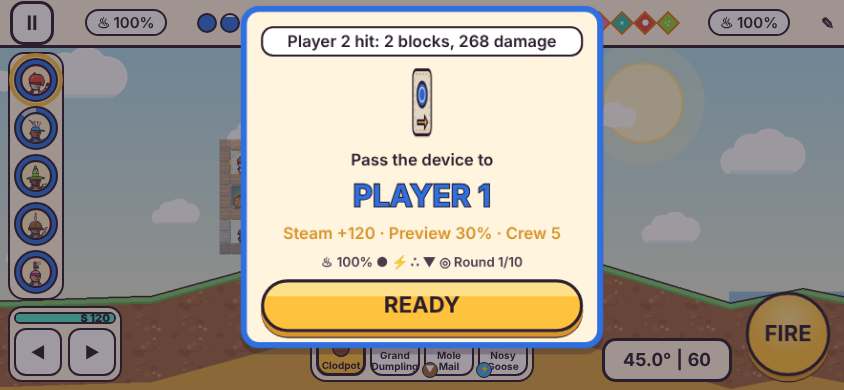 100%
Player 2 hit: 2 blocks, 268 damage
100%
Pass the device to
PLAYER 1
Steam +120 · Preview 30% · Crew 5
100% Round 1/10
READY
S 120
Clodpot
Grand
Dumpling
Mole
Mail
Nosy
Goose
45.0° | 60
FIRE